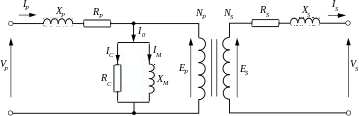 I_P X_P R_P N_P N_S R_S X_S I_S
I_0
I_C I_M
V_P R_C X_M E_P E_S V_S